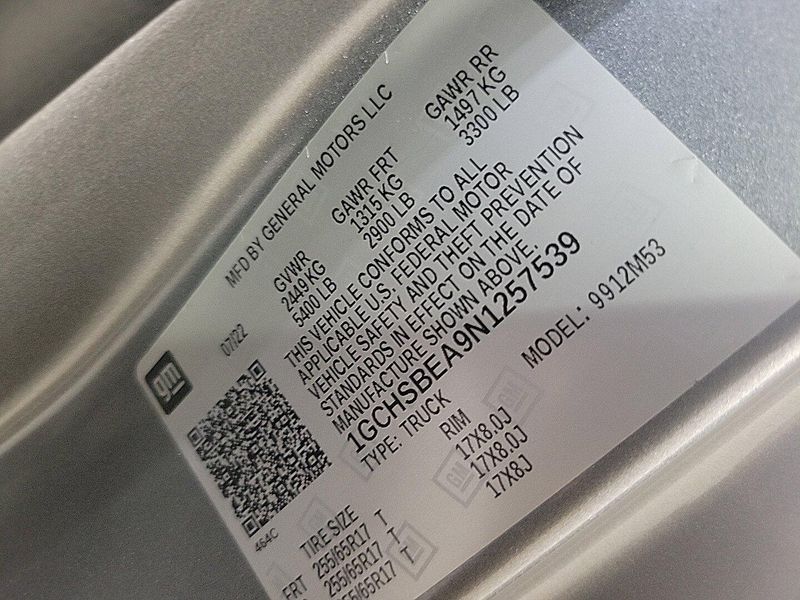 MFD BY GENERAL MOTORS LLC
07/22
GVWR GAWR FRT GAWR RR
2449 KG 1315 KG 1497 KG
5400 LB 2900 LB 3300 LB
THIS VEHICLE CONFORMS TO ALL
APPLICABLE U.S. FEDERAL MOTOR
VEHICLE SAFETY AND THEFT PREVENTION
STANDARDS IN EFFECT ON THE DATE OF
MANUFACTURE SHOWN ABOVE.
1GCHSBEA9N1257539
TYPE: TRUCK MODEL: 9912M53
gm
464C
TIRE SIZE RIM
FRT 255/65R17 T 17X8.0J
255/65R17 T 17X8.0J
255/65R17 T 17X8J